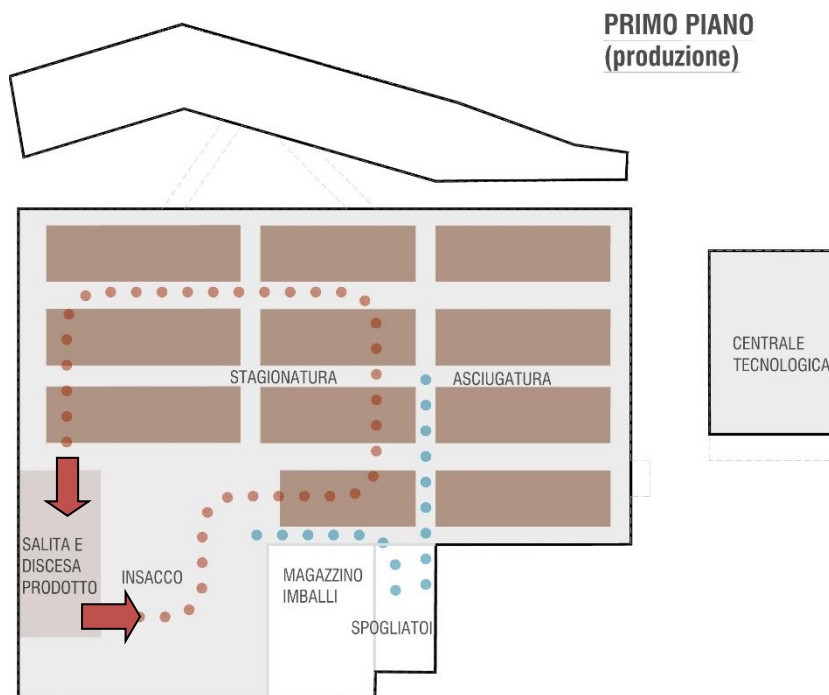 PRIMO PIANO
(produzione)
CENTRALE
TECNOLOGICA
STAGIONATURA
ASCIUGATURA
SALITA E
DISCESA
PRODOTTO
INSACCO
MAGAZZINO
IMBALLI
SPOGLIATOI